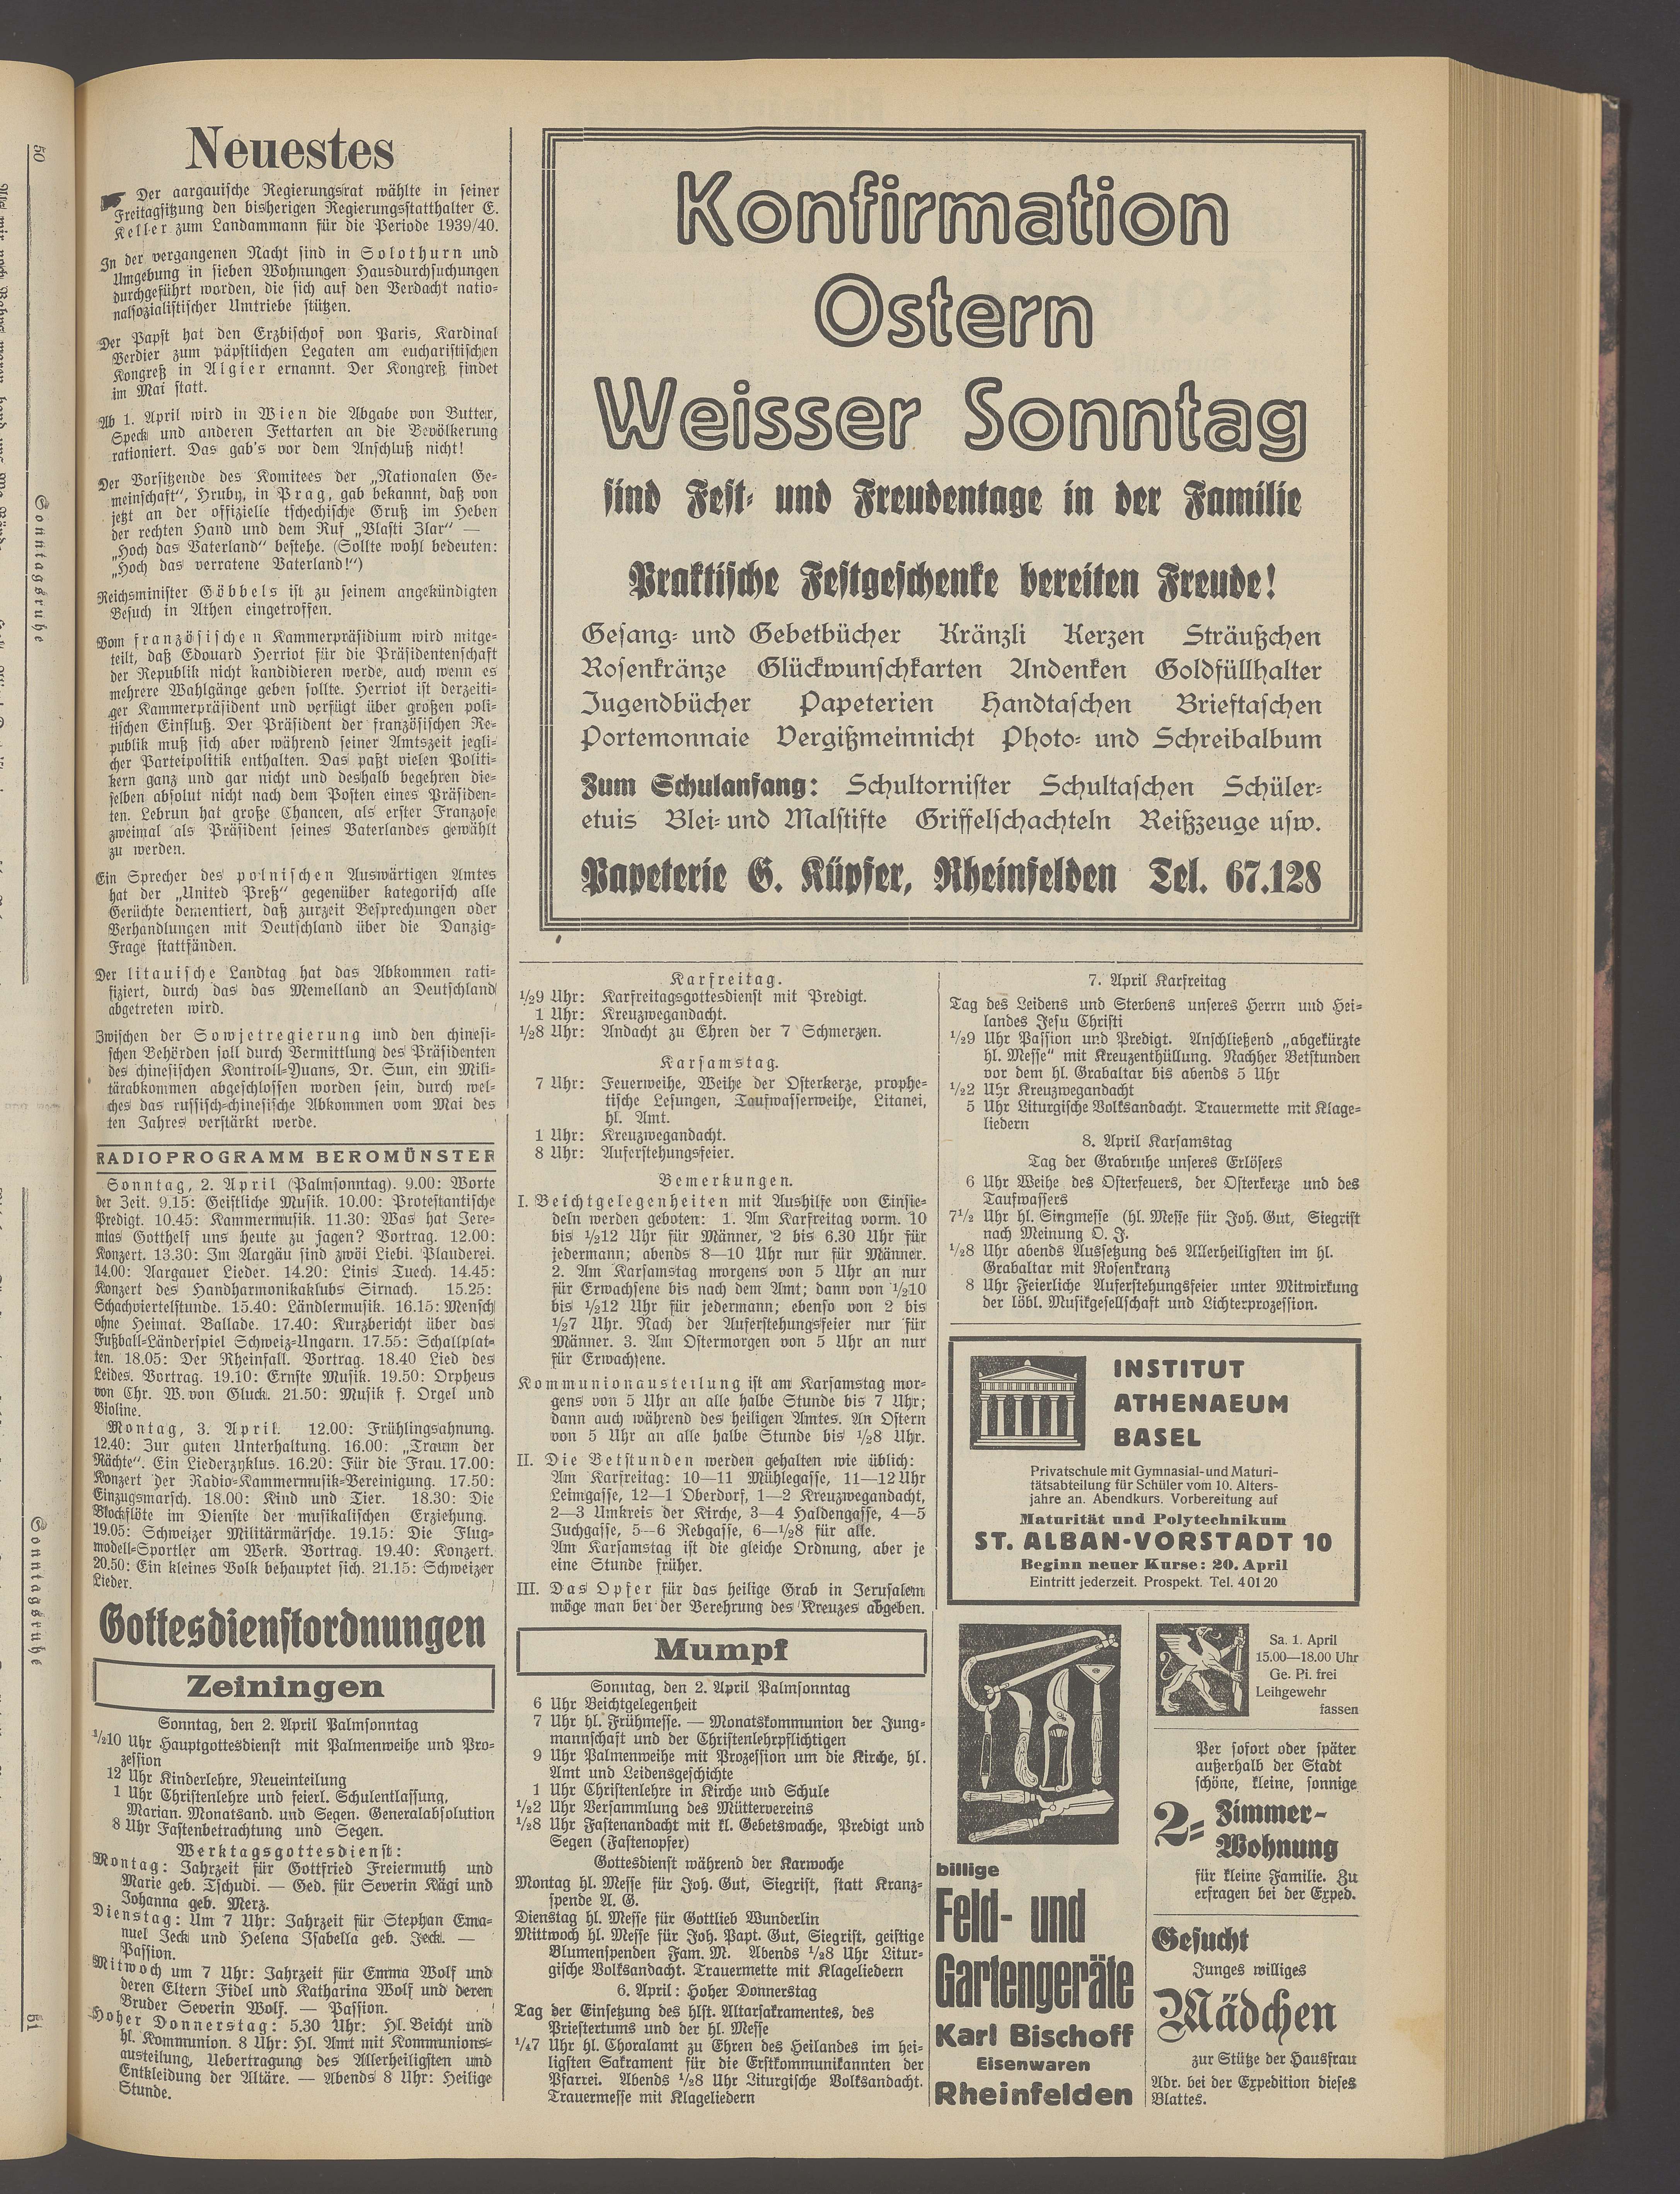 Neuestes
Der aargauische Regierungsrat wählte in seiner
Freitagsitzung den bisherigen Regierungsstatthalter E.
Keller zum Landammann für die Periode 1939/40.
In der vergangenen Nacht sind in Solothurn und
Umgebung in sieben Wohnungen Hausdurchsuchungen
durchgeführt worden, die sich auf den Verdacht natio-
nalsozialistischer Umtriebe stützen.
Der Papst hat den Erzbischof von Paris, Kardinal
Verdier zum päpstlichen Legaten am eucharistischen
Kongreß in Algier ernannt. Der Kongreß findet
im Mai statt.
Ab 1. April wird in Wien die Abgabe von Butter,
Speck und anderen Fettarten an die Bevölkerung
rationiert. Das gab's vor dem Anschluß nicht!
Der Vorsitzende des Komitees der „Nationalen Ge-
meinschaft“, Hruby, in Prag, gab bekannt, daß von
jetzt an der offizielle tschechische Gruß im Heben
der rechten Hand und dem Ruf „Vlasti Zlar“ —
„Hoch das Vaterland“ bestehe. (Sollte wohl bedeuten:
„Hoch das verratene Vaterland!“)
Reichsminister Göbbels ist zu seinem angekündigten
Besuch in Athen eingetroffen.
Vom französischen Kammerpräsidium wird mitge-
teilt, daß Edouard Herriot für die Präsidentenschaft
der Republik nicht kandidieren werde, auch wenn es
mehrere Wahlgänge geben sollte. Herriot ist derzeiti-
ger Kammerpräsident und verfügt über großen poli-
tischen Einfluß. Der Präsident der französischen Re-
publik muß sich aber während seiner Amtszeit jegli-
cher Parteipolitik enthalten. Das paßt vielen Politi-
kern ganz und gar nicht und deshalb begehren die-
selben absolut nicht nach dem Posten eines Präsiden-
ten. Lebrun hat große Chancen, als erster Franzose
zweimal als Präsident seines Vaterlandes gewählt
zu werden.
Ein Sprecher des polnischen Auswärtigen Amtes
hat der „United Preß“ gegenüber kategorisch alle
Gerüchte dementiert, daß zurzeit Besprechungen oder
Verhandlungen mit Deutschland über die Danzig-
Frage stattfänden.
Der litauische Landtag hat das Abkommen rati-
fiziert, durch das das Memelland an Deutschland
abgetreten wird.
Zwischen der Sowjetregierung und den chinesi-
schen Behörden soll durch Vermittlung des Präsidenten
des chinesischen Kontroll-Yuans, Dr. Sun, ein Mili-
tärabkommen abgeschlossen worden sein, durch wel-
ches das russisch-chinesische Abkommen vom Mai des
ten Jahres verstärkt werde.
RADIOPROGRAMM BEROMÜNSTER
Sonntag, 2. April (Palmsonntag). 9.00: Worte
der Zeit. 9.15: Geistliche Musik. 10.00: Protestantische
Predigt. 10.45: Kammermusik. 11.30: Was hat Jere-
mias Gotthelf uns heute zu sagen? Vortrag. 12.00:
Konzert. 13.30: Im Aargäu sind zwöi Liebi. Plauderei.
14.00: Aargauer Lieder. 14.20: Linis Tuech. 14.45:
Konzert des Handharmonikaklubs Sirnach. 15.25:
Schachviertelstunde. 15.40: Ländlermusik. 16.15: Mensch
ohne Heimat. Ballade. 17.40: Kurzbericht über das
Fußball-Länderspiel Schweiz-Ungarn. 17.55: Schallplat-
ten. 18.05: Der Rheinfall. Vortrag. 18.40 Lied des
Leides. Vortrag. 19.10: Ernste Musik. 19.50: Orpheus
von Chr. W. von Gluck. 21.50: Musik f. Orgel und
Violine.
Montag, 3. April. 12.00: Frühlingsahnung.
12.40: Zur guten Unterhaltung. 16.00: „Traum der
Nächte“. Ein Liederzyklus. 16.20: Für die Frau. 17.00:
Konzert der Radio-Kammermusik-Vereinigung. 17.50:
Einzugsmarsch. 18.00: Kind und Tier. 18.30: Die
Blockflöte im Dienste der musikalischen Erziehung.
19.05: Schweizer Militärmärsche. 19.15: Die Flug-
modell-Sportler am Werk. Vortrag. 19.40: Konzert.
20.50: Ein kleines Volk behauptet sich. 21.15: Schweizer
Lieder.
Gottesdienstordnungen
Zeiningen
Sonntag, den 2. April Palmsonntag
½10 Uhr Hauptgottesdienst mit Palmenweihe und Pro-
zession
12 Uhr Kinderlehre, Neueinteilung
1 Uhr Christenlehre und feierl. Schulentlassung,
Marian. Monatsand. und Segen. Generalabsolution
8 Uhr Fastenbetrachtung und Segen.
Werktagsgottesdienst:
Montag: Jahrzeit für Gottfried Freiermuth und
Marie geb. Tschudi. — Ged. für Severin Kägi und
Johanna geb. Merz.
Dienstag: Um 7 Uhr: Jahrzeit für Stephan Ema-
nuel Jeck und Helena Isabella geb. Jeck. —
Passion.
Mitwoch um 7 Uhr: Jahrzeit für Emma Wolf und
deren Eltern Fidel und Katharina Wolf und deren
Bruder Severin Wolf. — Passion.
Hoher Donnerstag: 5.30 Uhr: Hl. Beicht und
hl. Kommunion. 8 Uhr: Hl. Amt mit Kommunions-
austeilung, Uebertragung des Allerheiligsten und
Entkleidung der Altäre. — Abends 8 Uhr: Heilige
Stunde.
Konfirmation
Ostern
Weisser Sonntag
sind Fest- und Freudentage in der Familie
Praktische Festgeschenke bereiten Freude!
Gesang- und Gebetbücher Kränzli Kerzen Sträußchen
Rosenkränze Glückwunschkarten Andenken Goldfüllhalter
Jugendbücher Papeterien Handtaschen Brieftaschen
Portemonnaie Vergißmeinnicht Photo- und Schreibalbum
Zum Schulanfang: Schultornister Schultaschen Schüler-
etuis Blei- und Malstifte Griffelschachteln Reißzeuge usw.
Papeterie G. Küpfer, Rheinfelden Tel. 67.128
Karfreitag.
½9 Uhr: Karfreitagsgottesdienst mit Predigt.
1 Uhr: Kreuzwegandacht.
½8 Uhr: Andacht zu Ehren der 7 Schmerzen.
Karsamstag.
7 Uhr: Feuerweihe, Weihe der Osterkerze, prophe-
tische Lesungen, Taufwasserweihe, Litanei,
hl. Amt.
1 Uhr: Kreuzwegandacht.
8 Uhr: Auferstehungsfeier.
Bemerkungen.
I. Beichtgelegenheiten mit Aushilfe von Einsie-
deln werden geboten: 1. Am Karfreitag vorm. 10
bis ½12 Uhr für Männer, 2 bis 6.30 Uhr für
jedermann; abends 8—10 Uhr nur für Männer.
2. Am Karsamstag morgens von 5 Uhr an nur
für Erwachsene bis nach dem Amt; dann von ½10
bis ½12 Uhr für jedermann; ebenso von 2 bis
½7 Uhr. Nach der Auferstehungsfeier nur für
Männer. 3. Am Ostermorgen von 5 Uhr an nur
für Erwachsene.
Kommunionausteilung ist am Karsamstag mor-
gens von 5 Uhr an alle halbe Stunde bis 7 Uhr;
dann auch während des heiligen Amtes. An Ostern
von 5 Uhr an alle halbe Stunde bis ½8 Uhr.
II. Die Betstunden werden gehalten wie üblich:
Am Karfreitag: 10—11 Mühlegasse, 11—12 Uhr
Leimgasse, 12—1 Oberdorf, 1—2 Kreuzwegandacht,
2—3 Umkreis der Kirche, 3—4 Haldengasse, 4—5
Juchgasse, 5—6 Rebgasse, 6—½8 für alle.
Am Karsamstag ist die gleiche Ordnung, aber je
eine Stunde früher.
III. Das Opfer für das heilige Grab in Jerusalem
möge man bei der Verehrung des Kreuzes abgeben.
Mumpf
Sonntag, den 2. April Palmsonntag
6 Uhr Beichtgelegenheit
7 Uhr hl. Frühmesse. — Monatskommunion der Jung-
mannschaft und der Christenlehrpflichtigen
9 Uhr Palmenweihe mit Prozession um die Kirche, hl.
Amt und Leidensgeschichte
1 Uhr Christenlehre in Kirche und Schule
½2 Uhr Versammlung des Müttervereins
½8 Uhr Fastenandacht mit kl. Gebetswache, Predigt und
Segen (Fastenopfer)
Gottesdienst während der Karwoche
Montag hl. Messe für Joh. Gut, Siegrist, statt Kranz-
spende A. G.
Dienstag hl. Messe für Gottlieb Wunderlin
Mittwoch hl. Messe für Joh. Papt. Gut, Siegrist, geistige
Blumenspenden Fam. M. Abends ½8 Uhr Litur-
gische Volksandacht. Trauermette mit Klageliedern
6. April: Hoher Donnerstag
Tag der Einsetzung des hlst. Altarsakramentes, des
Priestertums und der hl. Messe
¼7 Uhr hl. Choralamt zu Ehren des Heilandes im hei-
ligsten Sakrament für die Erstkommunikannten der
Pfarrei. Abends ½8 Uhr Liturgische Volksandacht.
Trauermesse mit Klageliedern
7. April Karfreitag
Tag des Leidens und Sterbens unseres Herrn und Hei-
landes Jesu Christi
½9 Uhr Passion und Predigt. Anschließend „abgekürzte
hl. Messe“ mit Kreuzenthüllung. Nachher Betstunden
vor dem hl. Grabaltar bis abends 5 Uhr
½2 Uhr Kreuzwegandacht
5 Uhr Liturgische Volksandacht. Trauermette mit Klage-
liedern
8. April Karsamstag
Tag der Grabruhe unseres Erlösers
6 Uhr Weihe des Osterfeuers, der Osterkerze und des
Taufwassers
7½ Uhr hl. Singmesse (hl. Messe für Joh. Gut, Siegrist
nach Meinung O. J.
½8 Uhr abends Aussetzung des Allerheiligsten im hl.
Grabaltar mit Rosenkranz
8 Uhr Feierliche Auferstehungsfeier unter Mitwirkung
der löbl. Musikgesellschaft und Lichterprozession.
INSTITUT
ATHENAEUM
BASEL
Privatschule mit Gymnasial- und Maturi-
tätsabteilung für Schüler vom 10. Alters-
jahre an. Abendkurs. Vorbereitung auf
Maturität und Polytechnikum
ST. ALBAN-VORSTADT 10
Beginn neuer Kurse: 20. April
Eintritt jederzeit. Prospekt. Tel. 4 01 20
billige
Feld- und
Gartengeräte
Karl Bischoff
Eisenwaren
Rheinfelden
Sa. 1. April
15.00—18.00 Uhr
Ge. Pi. frei
Leihgewehr
fassen
Per sofort oder später
außerhalb der Stadt
schöne, kleine, sonnige
2-Zimmer-
Wohnung
für kleine Familie. Zu
erfragen bei der Exped.
Gesucht
Junges williges
Mädchen
zur Stütze der Hausfrau
Adr. bei der Expedition dieses
Blattes.
50
Sonntagsruhe
Sonntagsruhe
51